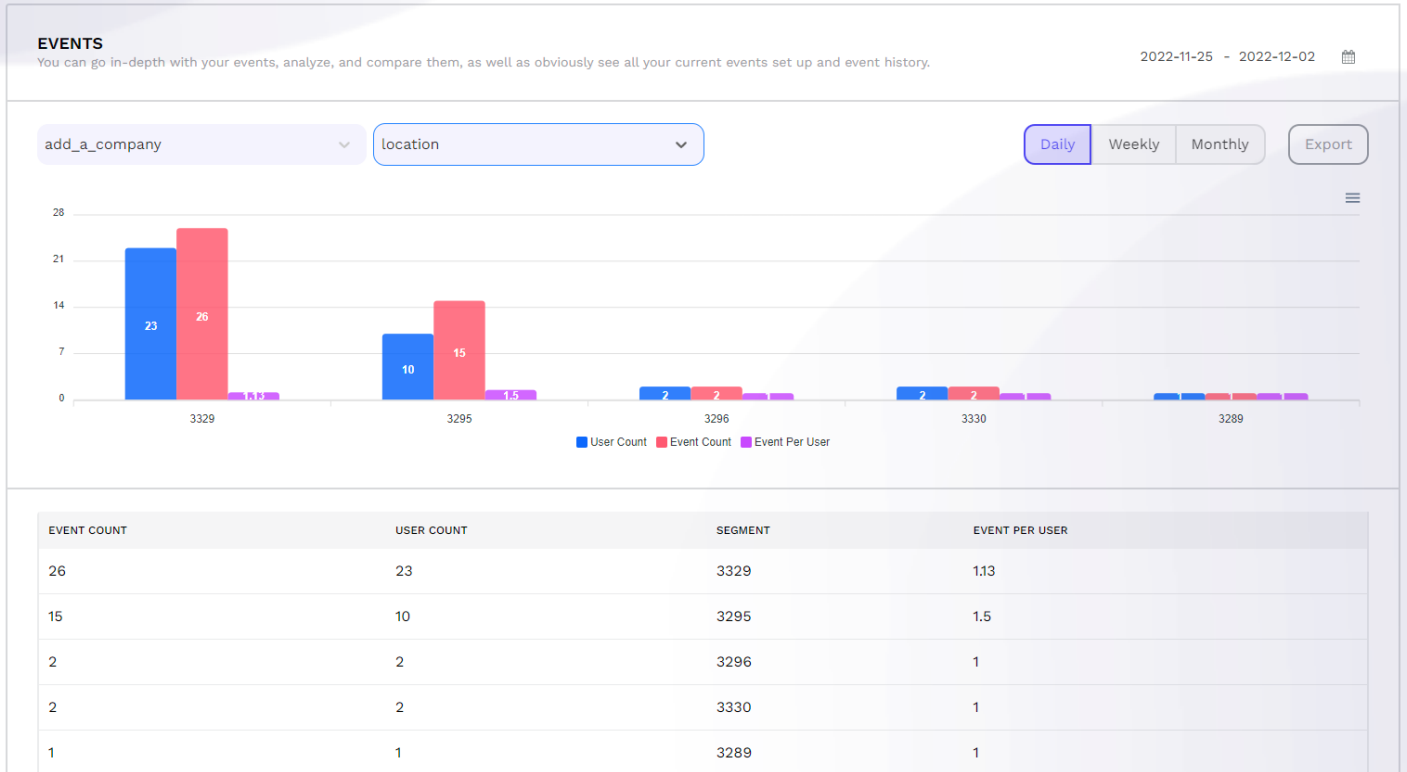 EVENTS
You can go in-depth with your events, analyze, and compare them, as well as obviously see all your current events set up and event history.
2022-11-25 - 2022-12-02
add_a_company
location
Daily
Weekly
Monthly
Export
28
21
14
7
0
23
26
1.13
10
15
1.5
2
2
1
2
2
1
1
1
1
3329
3295
3296
3330
3289
User Count
Event Count
Event Per User
EVENT COUNT USER COUNT SEGMENT EVENT PER USER
26 23 3329 1.13
15 10 3295 1.5
2 2 3296 1
2 2 3330 1
1 1 3289 1